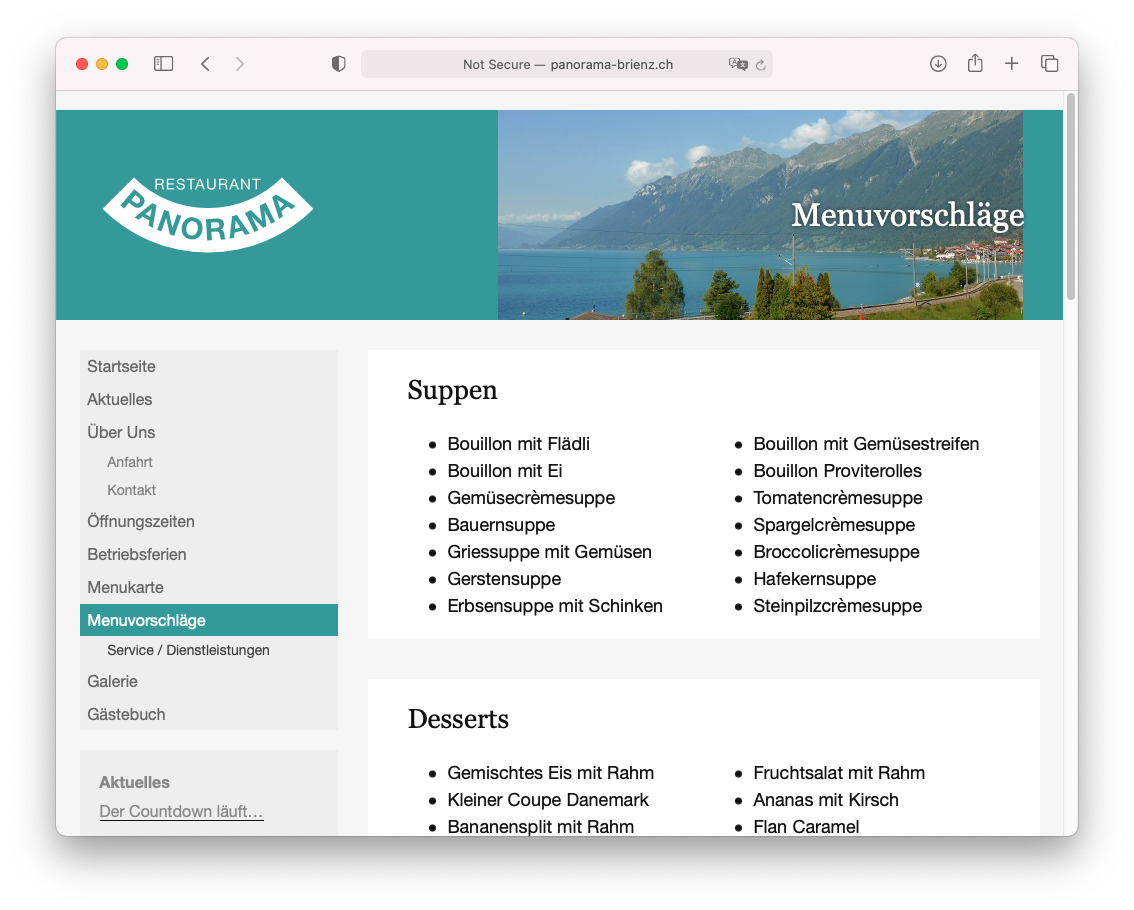 Not Secure — panorama-brienz.ch
RESTAURANT
PANORAMA
Menuvorschläge
Startseite
Aktuelles
Über Uns
Anfahrt
Kontakt
Öffnungszeiten
Betriebsferien
Menukarte
Menuvorschläge
Service / Dienstleistungen
Galerie
Gästebuch
Aktuelles
Der Countdown läuft…
Suppen
Bouillon mit Flädli
Bouillon mit Ei
Gemüsecrèmesuppe
Bauernsuppe
Griessuppe mit Gemüsen
Gerstensuppe
Erbsensuppe mit Schinken
Bouillon mit Gemüsestreifen
Bouillon Proviterolles
Tomatencrèmesuppe
Spargelcrèmesuppe
Broccolicrèmesuppe
Hafekernsuppe
Steinpilzcrèmesuppe
Desserts
Gemischtes Eis mit Rahm
Kleiner Coupe Danemark
Bananensplit mit Rahm
Fruchtsalat mit Rahm
Ananas mit Kirsch
Flan Caramel